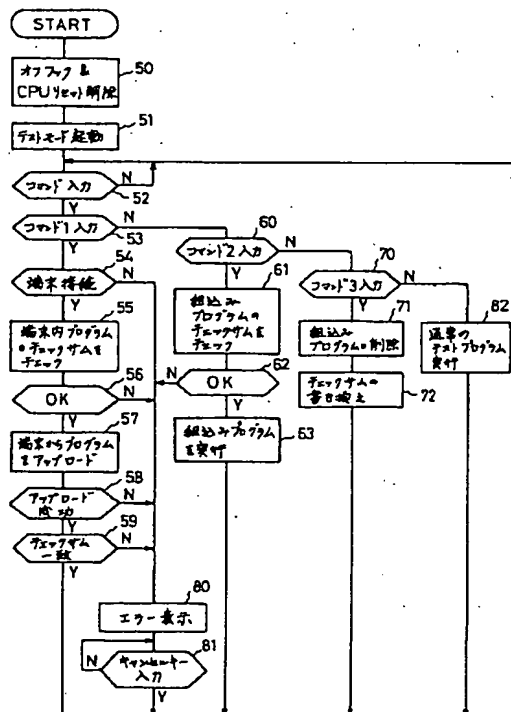 START
オフフック &
CPUリセット解除
50
テストモード起動
51
コマンド入力
N
52
Y
コマンド1入力
N
53
Y
54
端末接続
N
Y
55
端末内プログラム
のチェックサムを
チェック
56
OK
N
Y
57
端末からプログラム
をアップロード
58
アップロード
成功
N
Y
59
チェックサム
一致
N
Y
60
コマンド2入力
N
Y
61
組込み
プログラムの
チェックサムを
チェック
62
N
OK
Y
63
組込みプログラム
を実行
70
コマンド3入力
N
Y
71
組込み
プログラムの削除
チェックサムの
書き換え
72
82
通常の
テストプログラム
実行
80
エラー表示
81
N
キャンセルキー
入力
Y